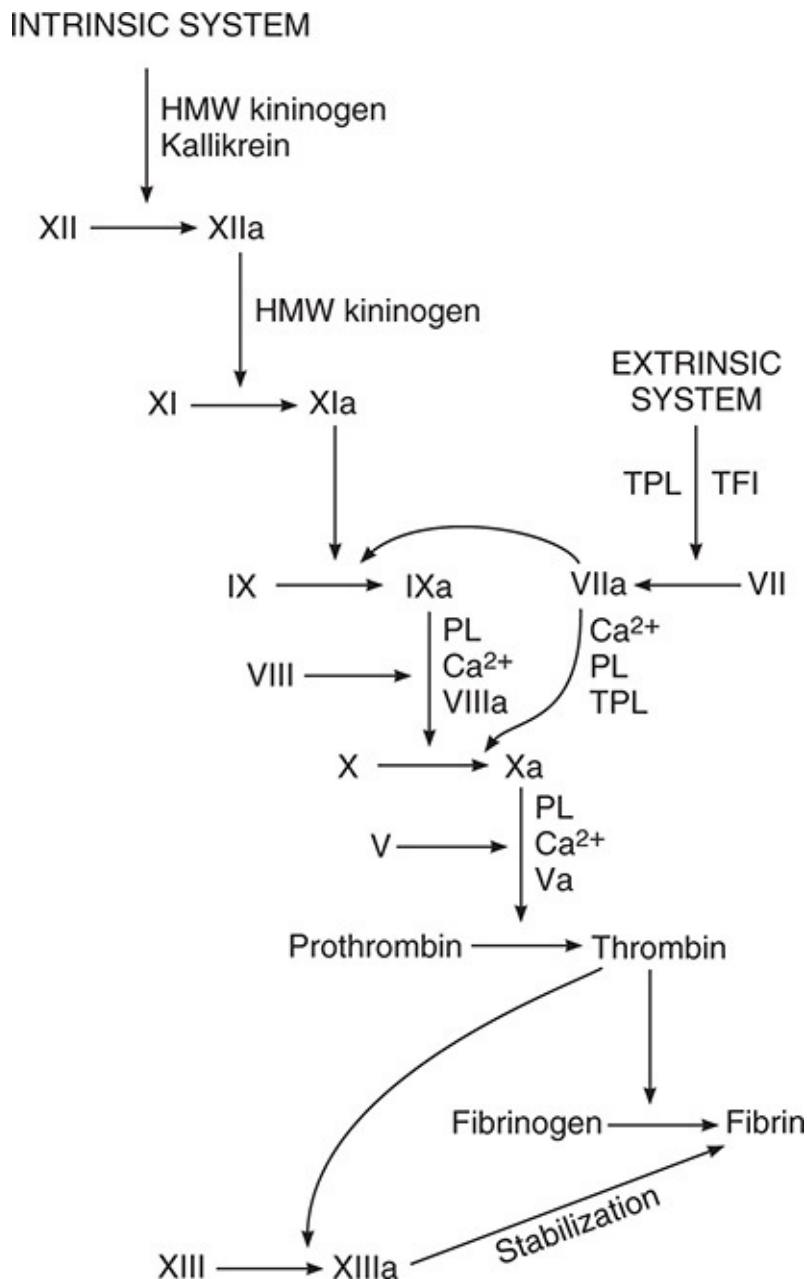 INTRINSIC SYSTEM
HMW kininogen
Kallikrein
XII XIIa
HMW kininogen
EXTRINSIC
SYSTEM
XI XIa
TPL TFI
IX IXa VIIa VII
PL
Ca²⁺
VIIIa
VIII
Ca²⁺
PL
TPL
X Xa
PL
Ca²⁺
Va
V
Prothrombin Thrombin
Fibrinogen Fibrin
Stabilization
XIII XIIIa